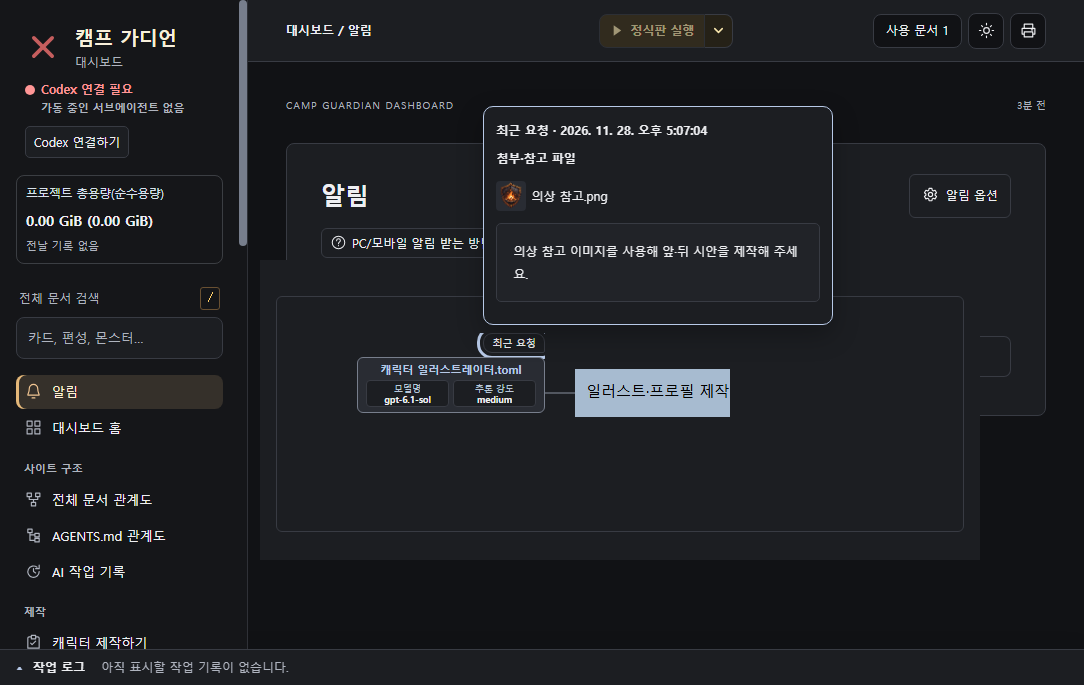 캠프 가디언
대시보드
Codex 연결 필요
가동 중인 서브에이전트 없음
Codex 연결하기
프로젝트 총용량(순수용량)
0.00 GiB (0.00 GiB)
전날 기록 없음
전체 문서 검색
/
카드, 편성, 몬스터...
알림
대시보드 홈
사이트 구조
전체 문서 관계도
AGENTS.md 관계도
AI 작업 기록
제작
캐릭터 제작하기
대시보드 / 알림
정식판 실행
사용 문서 1
CAMP GUARDIAN DASHBOARD
3분 전
알림
알림 옵션
PC/모바일 알림 받는 방
최근 요청 · 2026. 11. 28. 오후 5:07:04
첨부·참고 파일
의상 참고.png
의상 참고 이미지를 사용해 앞·뒤 시안을 제작해 주세
요.
최근 요청
캐릭터 일러스트레이터.toml
모델명
gpt-6.1-sol
추론 강도
medium
일러스트·프로필 제작
작업 로그
아직 표시할 작업 기록이 없습니다.